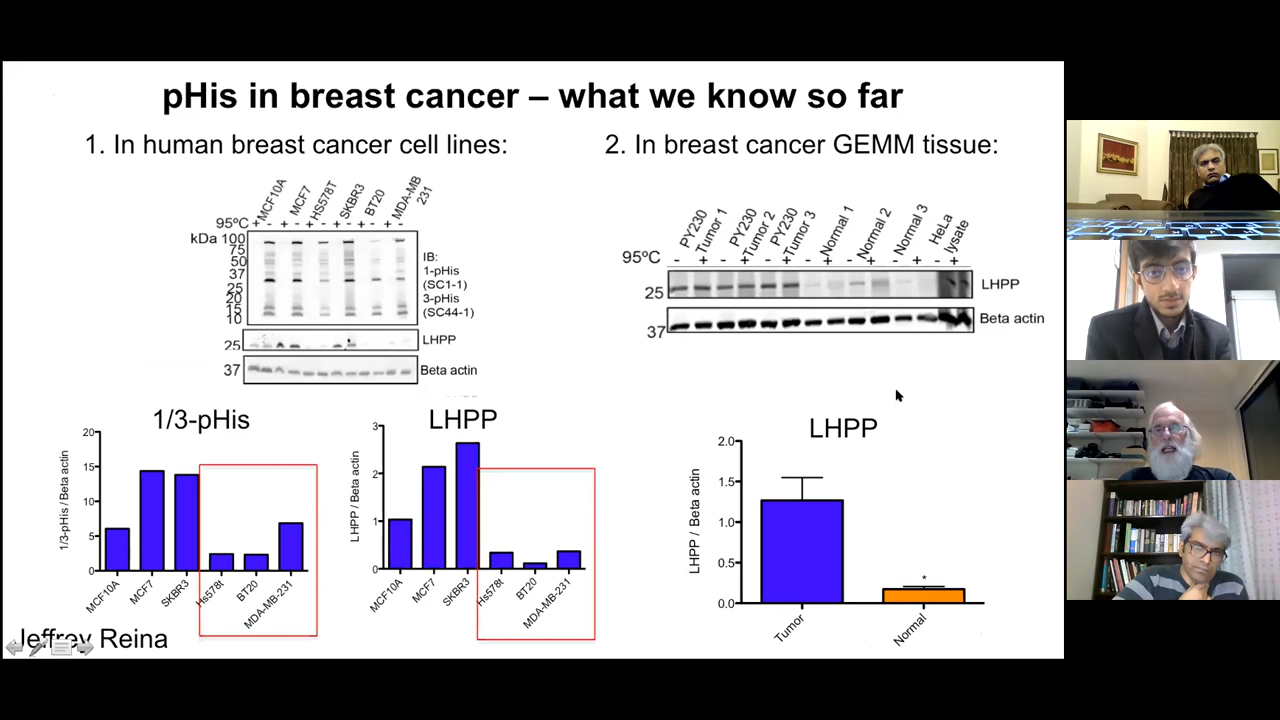 pHis in breast cancer – what we know so far
1. In human breast cancer cell lines:
MCF10A
MCF7
HS578T
SKBR3
BT20
MDA-MB
231
95ºC + - + - + - + - + - + -
kDa 100
75
50
37
25
20
15
10
IB:
1-pHis
(SC1-1)
3-pHis
(SC44-1)
25
LHPP
37
Beta actin
1/3-pHis
1/3-pHis / Beta actin
20
15
10
5
0
MCF10A
MCF7
SKBR3
Hs578t
BT20
MDA-MB-231
LHPP
LHPP / Beta actin
3
2
1
0
MCF10A
MCF7
SKBR3
Hs578t
BT20
MDA-MB-231
Jeffrey Reina
2. In breast cancer GEMM tissue:
PY230
Tumor 1
PY230
Tumor 2
PY230
Tumor 3
Normal 1
Normal 2
Normal 3
HeLa
lysate
95ºC - + - + - + - + - + - + - +
25
LHPP
37
Beta actin
LHPP
LHPP / Beta actin
2.0
1.5
1.0
0.5
0.0
*
Tumor
Normal